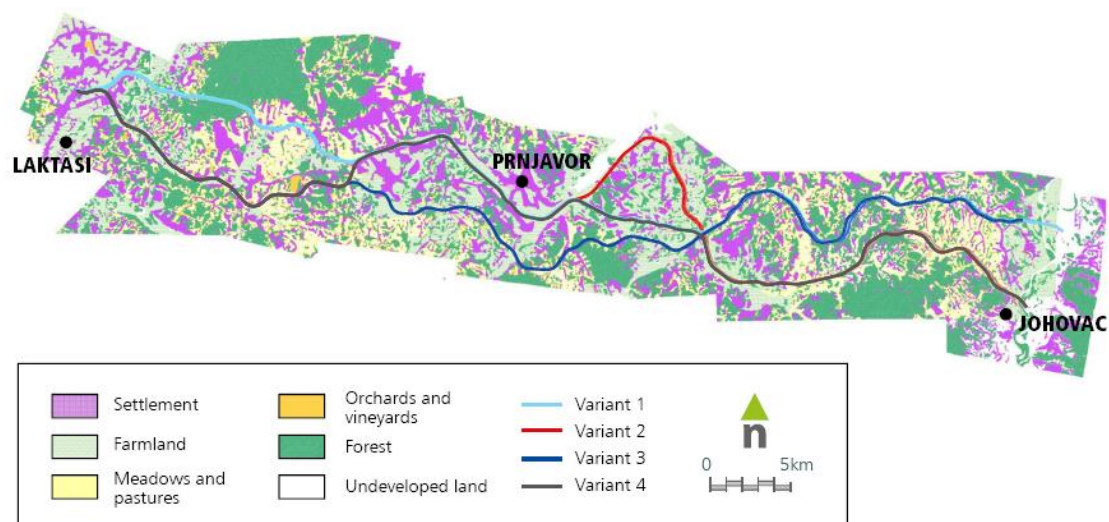 LAKTASI
PRNJAVOR
JOHOVAC
Settlement
Farmland
Meadows and
pastures
Orchards and
vineyards
Forest
Undeveloped land
Variant 1
Variant 2
Variant 3
Variant 4
n
0 5km